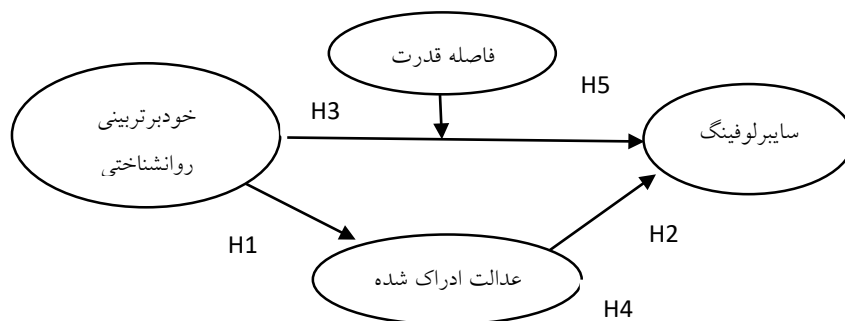 فاصله قدرت
H5
H3
خودبرتربینی
روانشناختی
سایبرلوفینگ
H1
H2
عدالت ادراک شده
H4